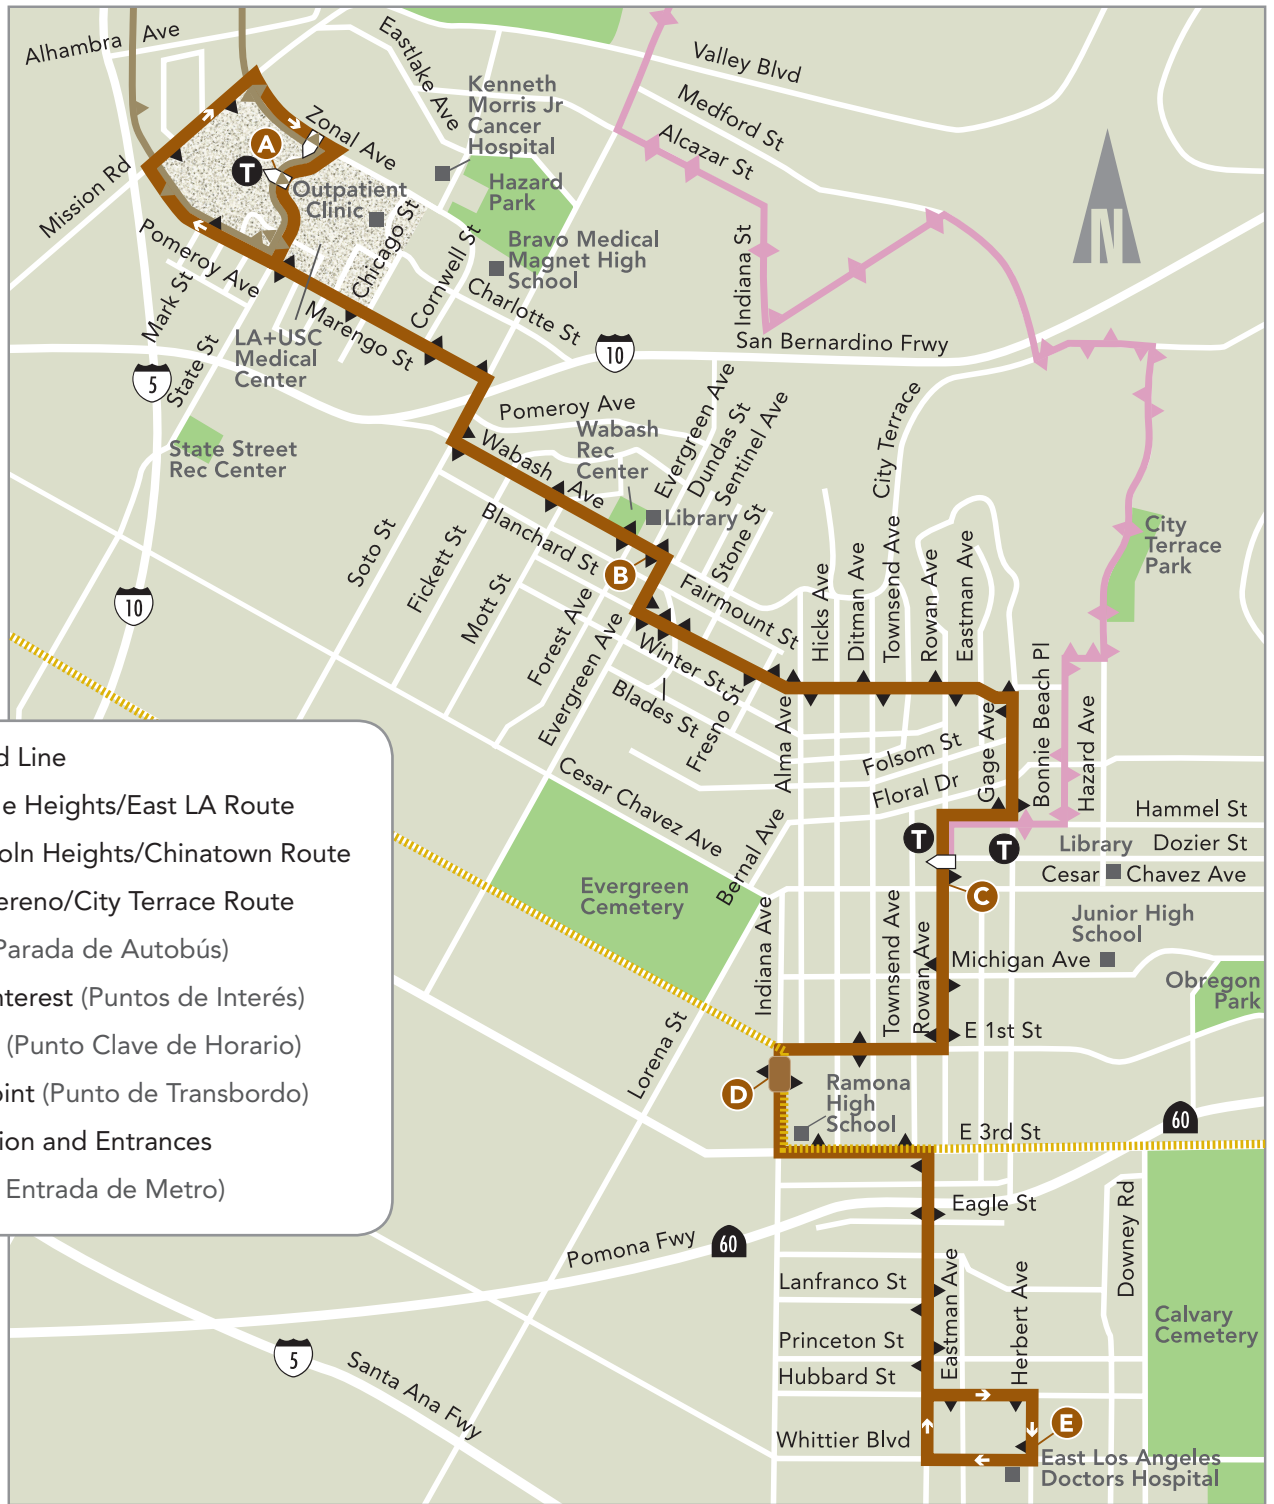 Alhambra Ave
Eastlake Ave
Valley Blvd
Medford St
Alcazar St
Kenneth
Morris Jr
Cancer
Hospital
Zonal Ave
A
T
Mission Rd
Outpatient
Clinic
Hazard
Park
Bravo Medical
Magnet High
School
Chicago St
Cornwell St
Charlotte St
Indiana St
N
Pomeroy Ave
Mark St
State St
LA+USC
Medical
Center
Marengo St
San Bernardino Frwy
10
5
State Street
Rec Center
Pomeroy Ave
Wabash
Rec
Center
Wabash Ave
Evergreen Ave
Dundas St
Sentinel Ave
City Terrace
Library
Stone St
City
Terrace
Park
Soto St
Fickett St
Mott St
Blanchard St
B
Fairmount St
Forest Ave
Evergreen Ave
Winter St
Blades St
Fresno St
Hicks Ave
Ditman Ave
Townsend Ave
Rowan Ave
Eastman Ave
10
Alma Ave
Folsom St
Floral Dr
Gage Ave
Bonnie Beach Pl
Hazard Ave
Hammel St
Dozier St
Library
Cesar Chavez Ave
T
T
C
Cesar Chavez Ave
Bernal Ave
Evergreen
Cemetery
Indiana Ave
Townsend Ave
Rowan Ave
Junior High
School
Michigan Ave
Obregon
Park
E 1st St
Lorena St
D
Ramona
High
School
E 3rd St
60
d Line
e Heights/East LA Route
oln Heights/Chinatown Route
ereno/City Terrace Route
Parada de Autobús)
nterest (Puntos de Interés)
(Punto Clave de Horario)
oint (Punto de Transbordo)
ion and Entrances
Entrada de Metro)
Eagle St
Pomona Fwy
60
Lanfranco St
Princeton St
Hubbard St
Eastman Ave
Herbert Ave
Downey Rd
Calvary
Cemetery
5
Santa Ana Fwy
Whittier Blvd
E
East Los Angeles
Doctors Hospital